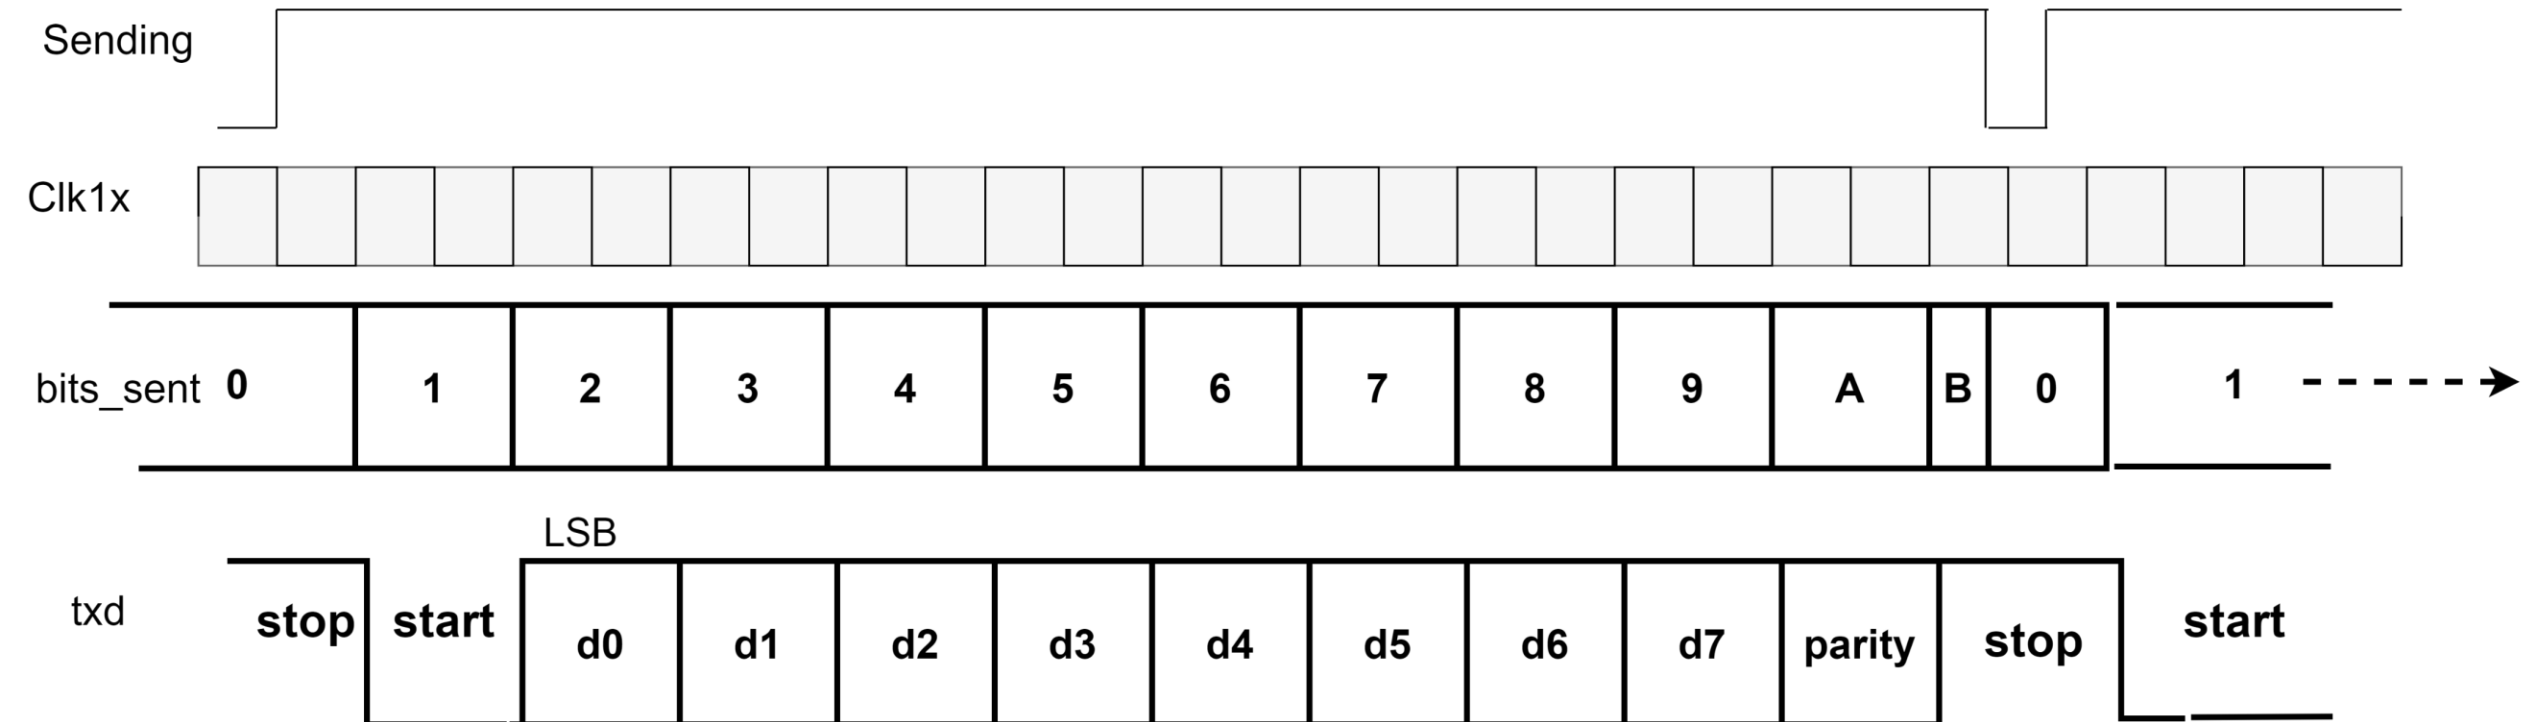 Sending
Clk1x
bits_sent 0 1 2 3 4 5 6 7 8 9 A B 0 1
LSB
txd stop start d0 d1 d2 d3 d4 d5 d6 d7 parity stop start